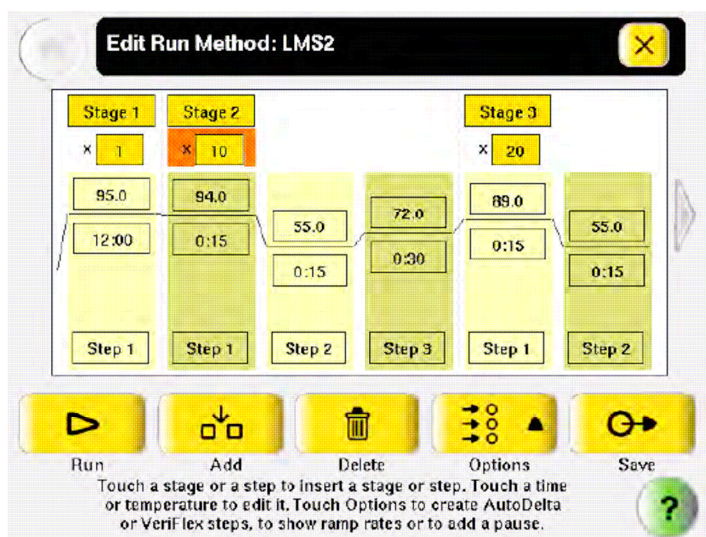 Edit Run Method: LMS2
Stage 1 Stage 2 Stage 3
× 1 × 10 × 20
95.0 94.0 55.0 72.0 89.0 55.0
12:00 0:15 0:15 0:30 0:15 0:15
Step 1 Step 1 Step 2 Step 3 Step 1 Step 2
Run Add Delete Options Save
Touch a stage or a step to insert a stage or step. Touch a time
or temperature to edit it. Touch Options to create AutoDelta
or VeriFlex steps, to show ramp rates or to add a pause.
?